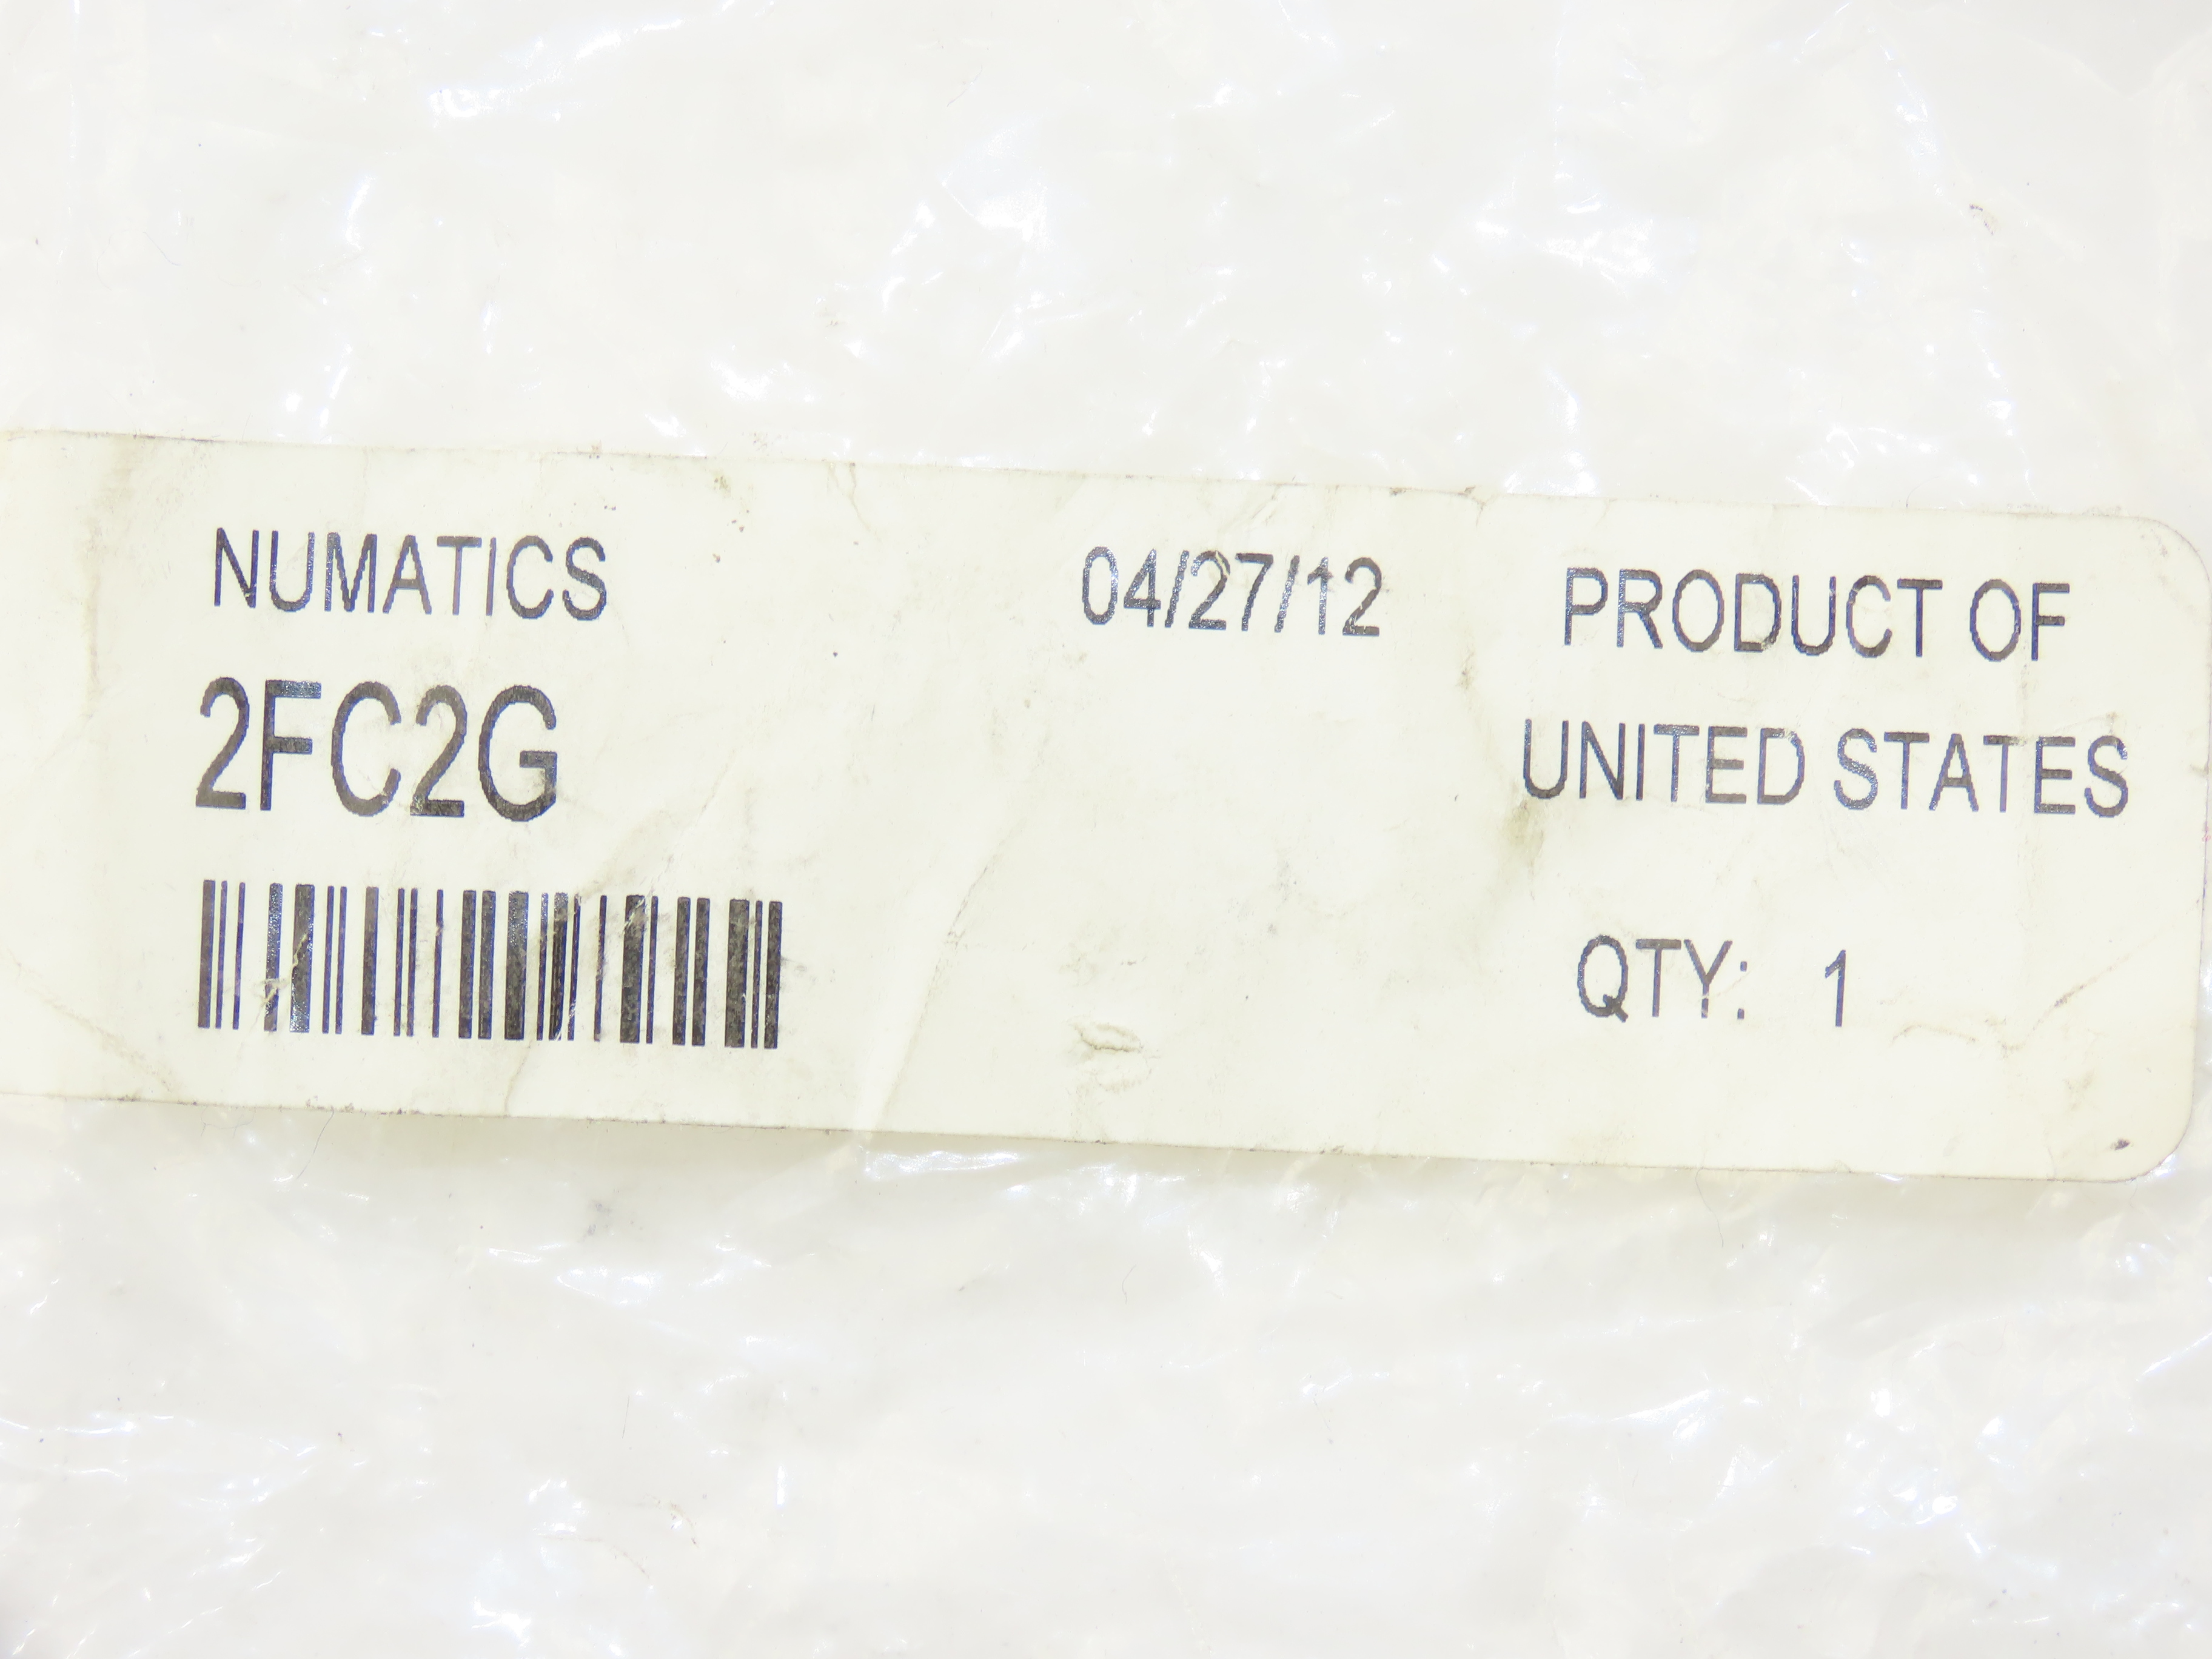 NUMATICS
04/27/12
PRODUCT OF
2FC2G
UNITED STATES
QTY: 1